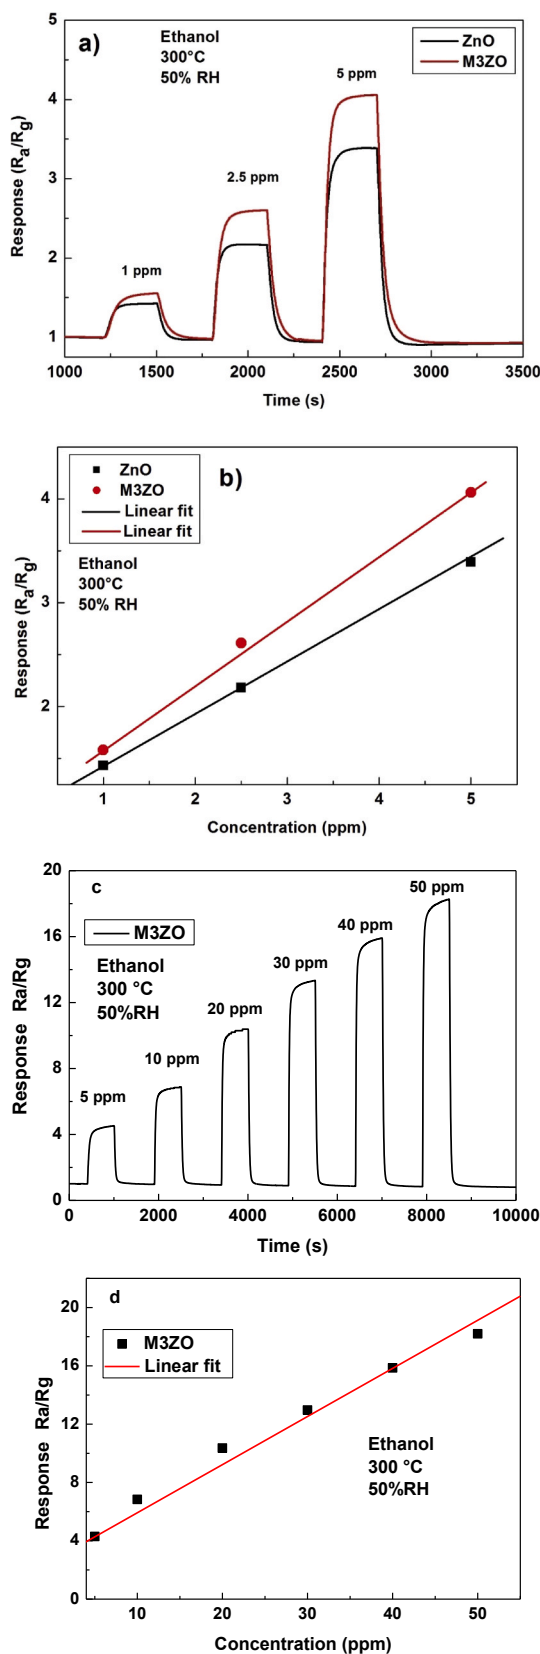 a)
Ethanol
300°C
50% RH
ZnO
M3ZO
5 ppm
2.5 ppm
1 ppm
Response (Ra/Rg)
5
4
3
2
1
1000 1500 2000 2500 3000 3500
Time (s)
b)
ZnO
M3ZO
Linear fit
Linear fit
Ethanol
300°C
50% RH
Response (Ra/Rg)
4
3
2
1 2 3 4 5
Concentration (ppm)
c
M3ZO
Ethanol
300 °C
50%RH
5 ppm
10 ppm
20 ppm
30 ppm
40 ppm
50 ppm
Response Ra/Rg
20
16
12
8
4
0
0 2000 4000 6000 8000 10000
Time (s)
d
M3ZO
Linear fit
Ethanol
300 °C
50%RH
Response Ra/Rg
20
16
12
8
4
0
10 20 30 40 50
Concentration (ppm)